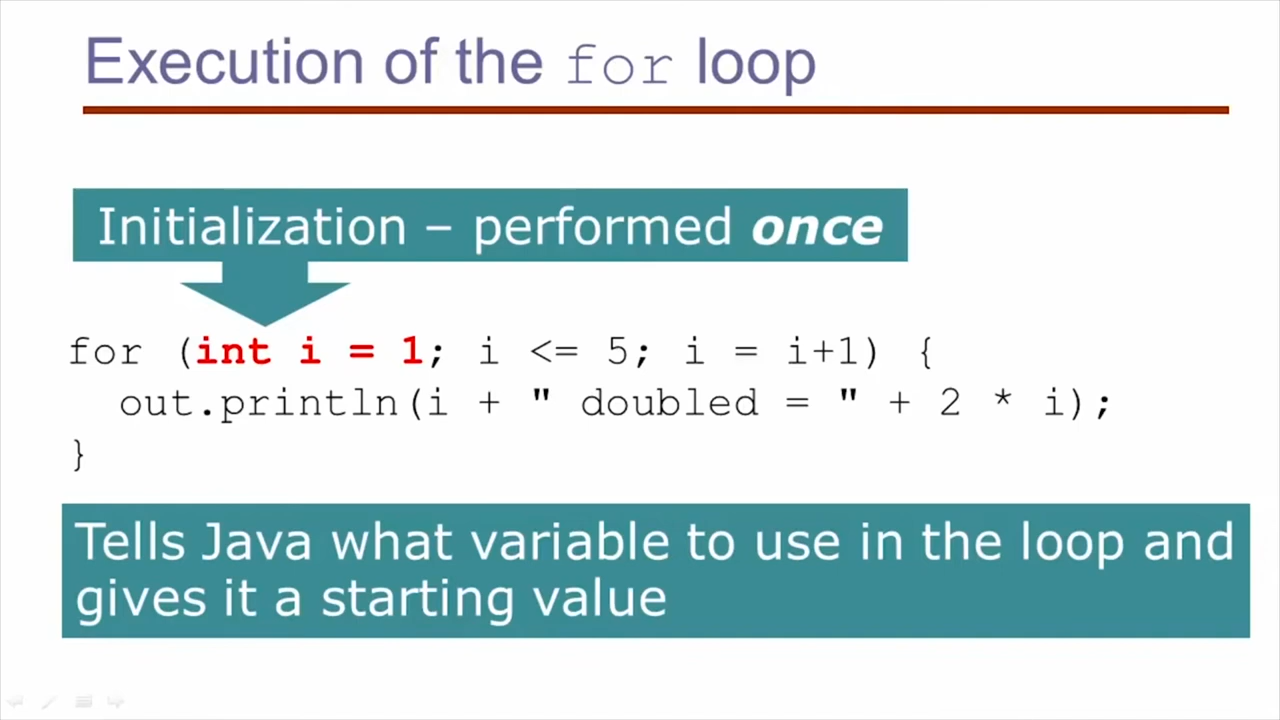 Execution of the for loop
Initialization – performed once
for (int i = 1; i <= 5; i = i+1) {
  out.println(i + " doubled = " + 2 * i);
}
Tells Java what variable to use in the loop and
gives it a starting value